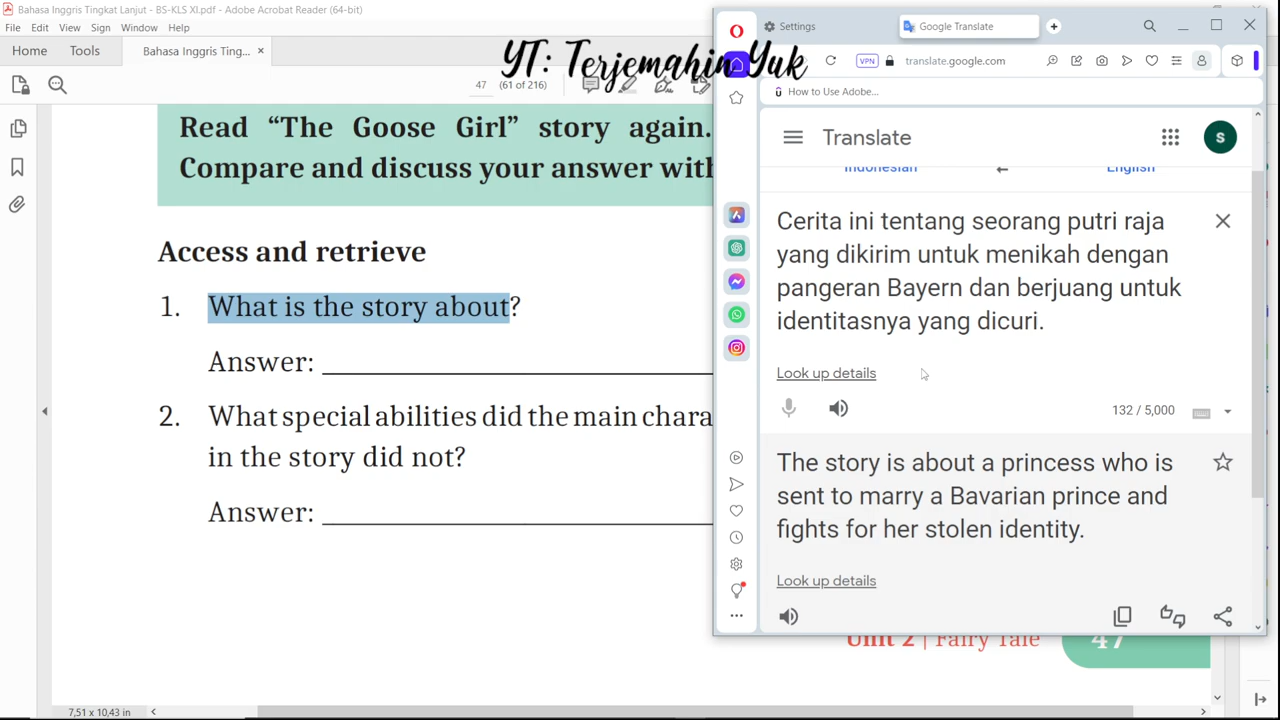 Bahasa Inggris Tingkat Lanjut - BS-KLS XI.pdf - Adobe Acrobat Reader (64-bit)
File Edit View Sign Window Help
Home Tools Bahasa Inggris Ting... ×
47 (61 of 216)
YT: Terjemahin Yuk
Read “The Goose Girl” story again.
Compare and discuss your answer with
Access and retrieve
1. What is the story about?
Answer: ____________________
2. What special abilities did the main chara
in the story did not?
Answer: ____________________
Unit 2 | Fairy Tale 47
7,51 x 10,43 in
Settings Google Translate
VPN translate.google.com
How to Use Adobe...
Translate S
Indonesian English
Cerita ini tentang seorang putri raja
yang dikirim untuk menikah dengan
pangeran Bayern dan berjuang untuk
identitasnya yang dicuri.
Look up details
132 / 5,000
The story is about a princess who is
sent to marry a Bavarian prince and
fights for her stolen identity.
Look up details